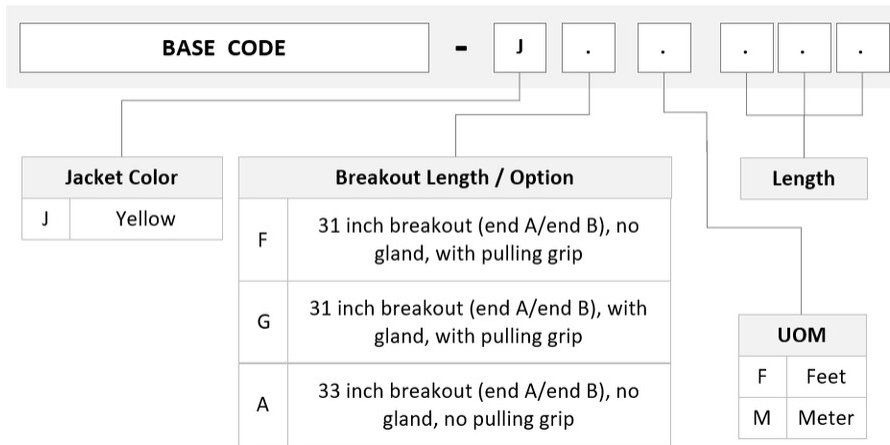 BASE CODE - J . . . . .
Jacket Color
J Yellow
Breakout Length / Option
F 31 inch breakout (end A/end B), no
gland, with pulling grip
G 31 inch breakout (end A/end B), with
gland, with pulling grip
A 33 inch breakout (end A/end B), no
gland, no pulling grip
Length
UOM
F Feet
M Meter